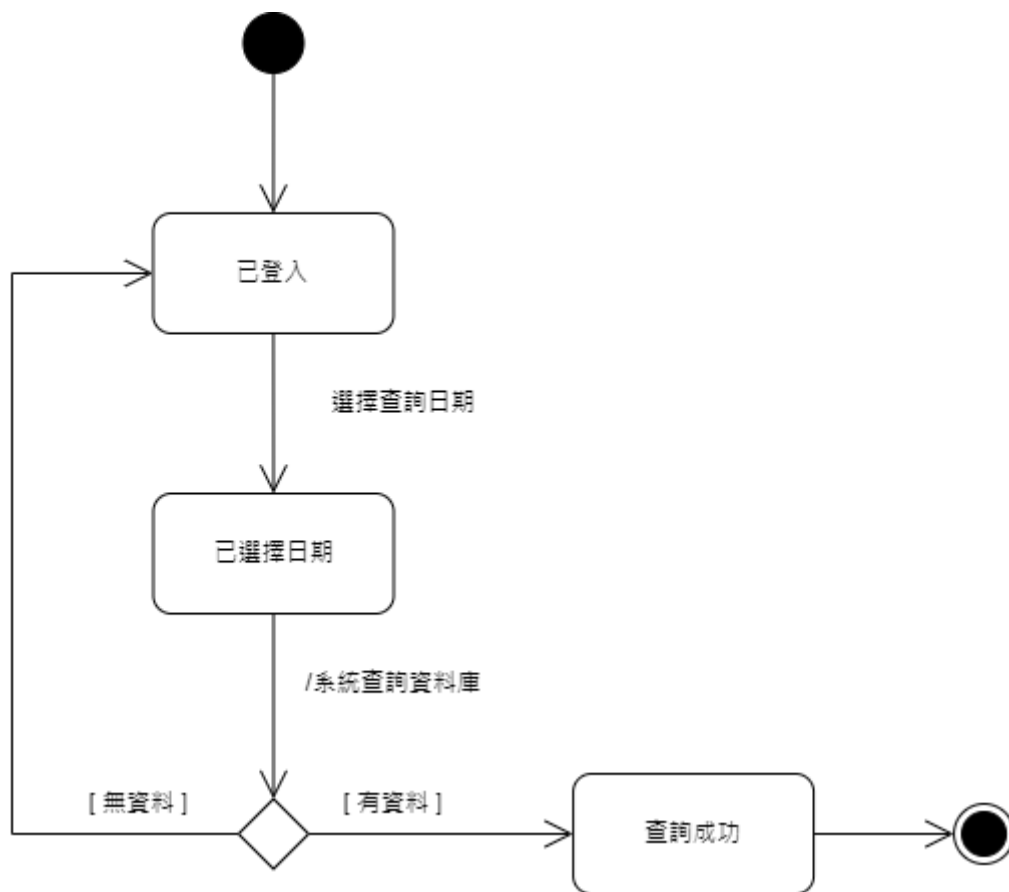 已登入
選擇查詢日期
已選擇日期
/系統查詢資料庫
[ 無資料 ]
[ 有資料 ]
查詢成功